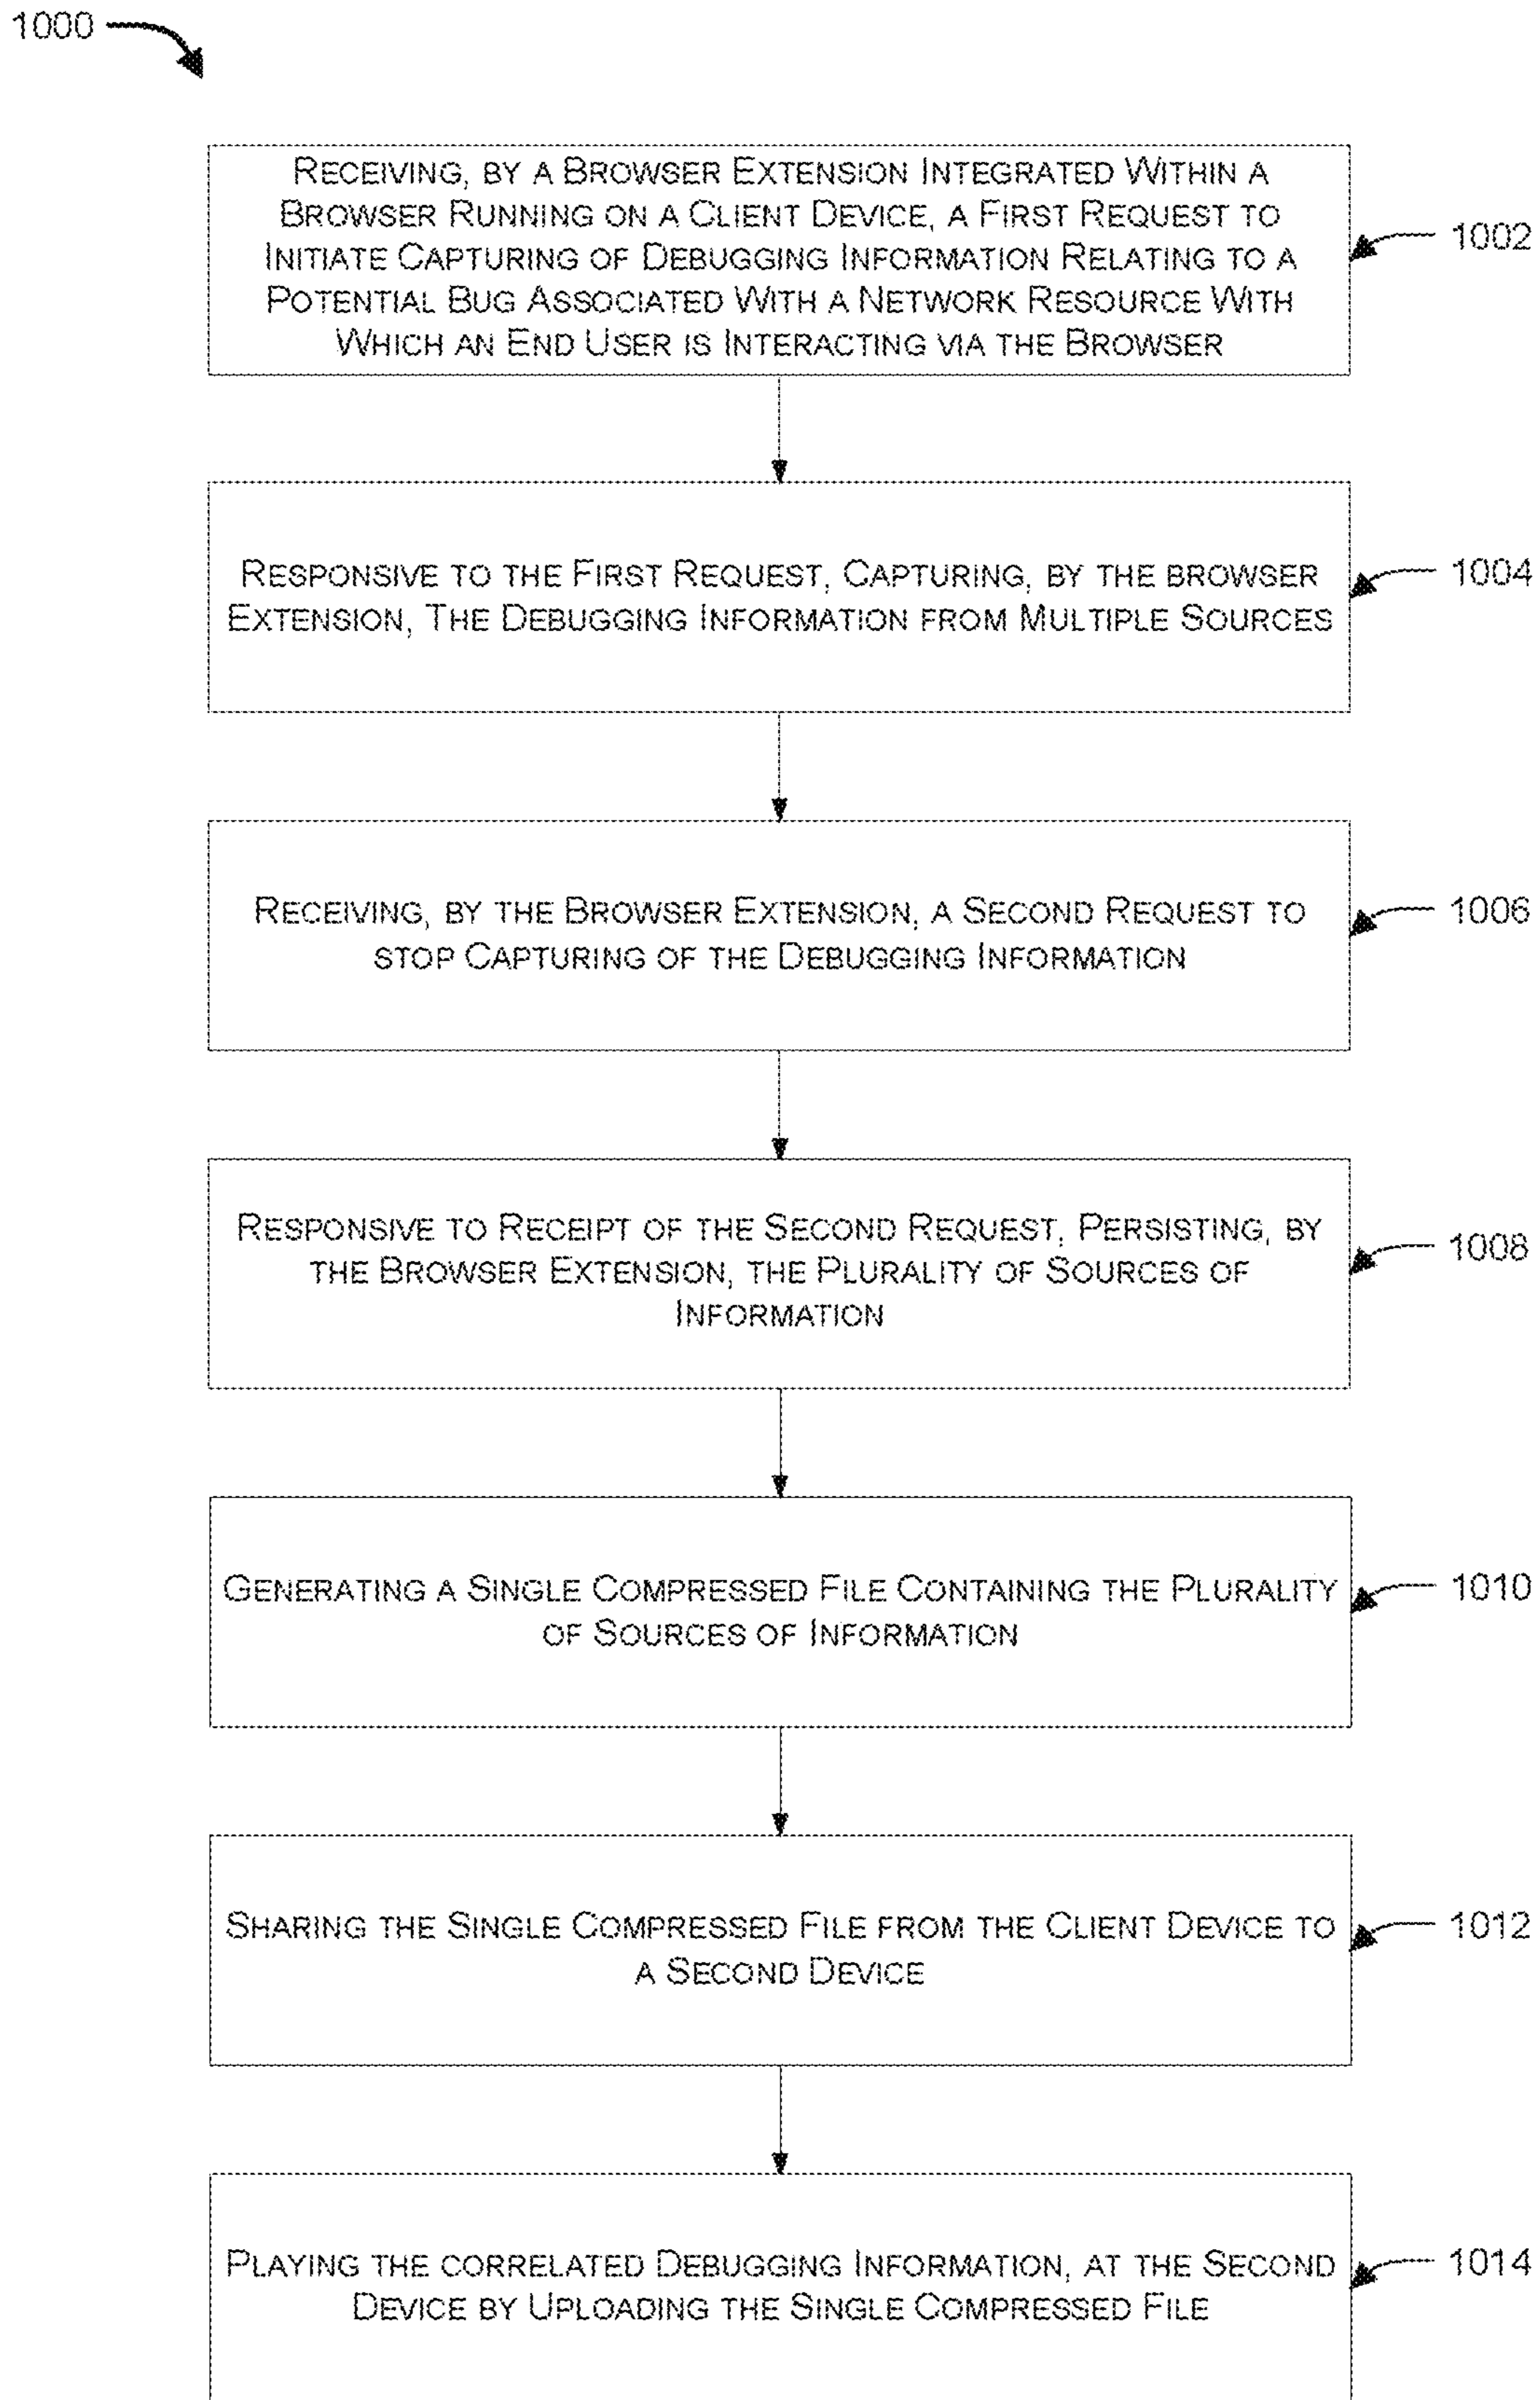 1000
RECEIVING, BY A BROWSER EXTENSION INTEGRATED WITHIN A
BROWSER RUNNING ON A CLIENT DEVICE, A FIRST REQUEST TO
INITIATE CAPTURING OF DEBUGGING INFORMATION RELATING TO A
POTENTIAL BUG ASSOCIATED WITH A NETWORK RESOURCE WITH
WHICH AN END USER IS INTERACTING VIA THE BROWSER
1002
RESPONSIVE TO THE FIRST REQUEST, CAPTURING, BY THE BROWSER
EXTENSION, THE DEBUGGING INFORMATION FROM MULTIPLE SOURCES
1004
RECEIVING, BY THE BROWSER EXTENSION, A SECOND REQUEST TO
STOP CAPTURING OF THE DEBUGGING INFORMATION
1006
RESPONSIVE TO RECEIPT OF THE SECOND REQUEST, PERSISTING, BY
THE BROWSER EXTENSION, THE PLURALITY OF SOURCES OF
INFORMATION
1008
GENERATING A SINGLE COMPRESSED FILE CONTAINING THE PLURALITY
OF SOURCES OF INFORMATION
1010
SHARING THE SINGLE COMPRESSED FILE FROM THE CLIENT DEVICE TO
A SECOND DEVICE
1012
PLAYING THE CORRELATED DEBUGGING INFORMATION, AT THE SECOND
DEVICE BY UPLOADING THE SINGLE COMPRESSED FILE
1014